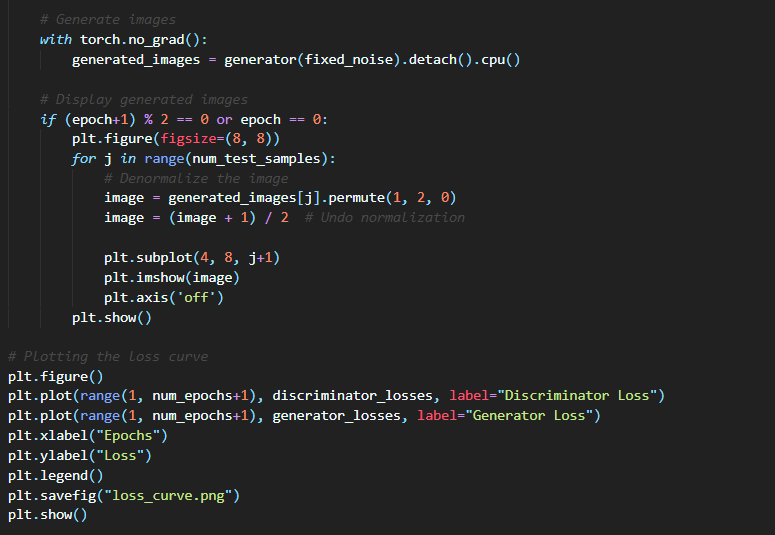 # Generate images
with torch.no_grad():
generated_images = generator(fixed_noise).detach().cpu()
# Display generated images
if (epoch+1) % 2 == 0 or epoch == 0:
plt.figure(figsize=(8, 8))
for j in range(num_test_samples):
# Denormalize the image
image = generated_images[j].permute(1, 2, 0)
image = (image + 1) / 2  # Undo normalization
plt.subplot(4, 8, j+1)
plt.imshow(image)
plt.axis('off')
plt.show()
# Plotting the loss curve
plt.figure()
plt.plot(range(1, num_epochs+1), discriminator_losses, label="Discriminator Loss")
plt.plot(range(1, num_epochs+1), generator_losses, label="Generator Loss")
plt.xlabel("Epochs")
plt.ylabel("Loss")
plt.legend()
plt.savefig("loss_curve.png")
plt.show()